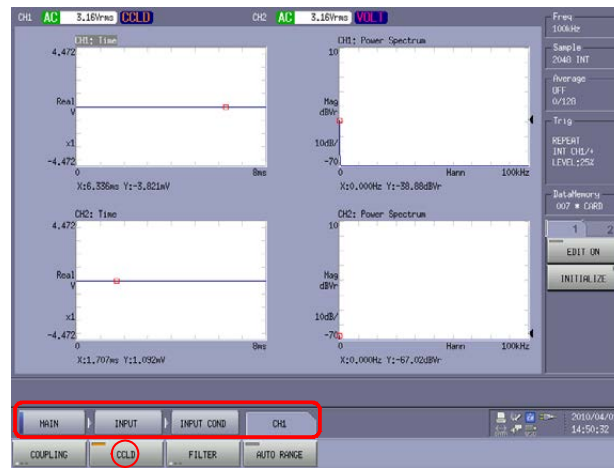 CH1 AC 3.16Vrms CCLD CH2 AC 3.16Vrms VOLT
Freq
100kHz
Sample
2048 INT
Average
OFF
0/128
Trig
REPEAT
INT CH1/+
LEVEL:25%
DataMemory
007 * CARD
1 2
EDIT ON
INITIALIZE
CH1: Time
4.472
Real
V
x1
-4.472
0 8ms
X:6.336ms Y:-3.821mV
CH1: Power Spectrum
10
Mag
dBVr
10dB/
-70
0 Hann 100kHz
X:0.000Hz Y:-38.88dBVr
CH2: Time
4.472
Real
V
x1
-4.472
0 8ms
X:1.707ms Y:1.092mV
CH2: Power Spectrum
10
Mag
dBVr
10dB/
-70
0 Hann 100kHz
X:0.000Hz Y:-67.02dBVr
MAIN INPUT INPUT COND CH1
2010/04/0
14:50:32
COUPLING CCLD FILTER AUTO RANGE